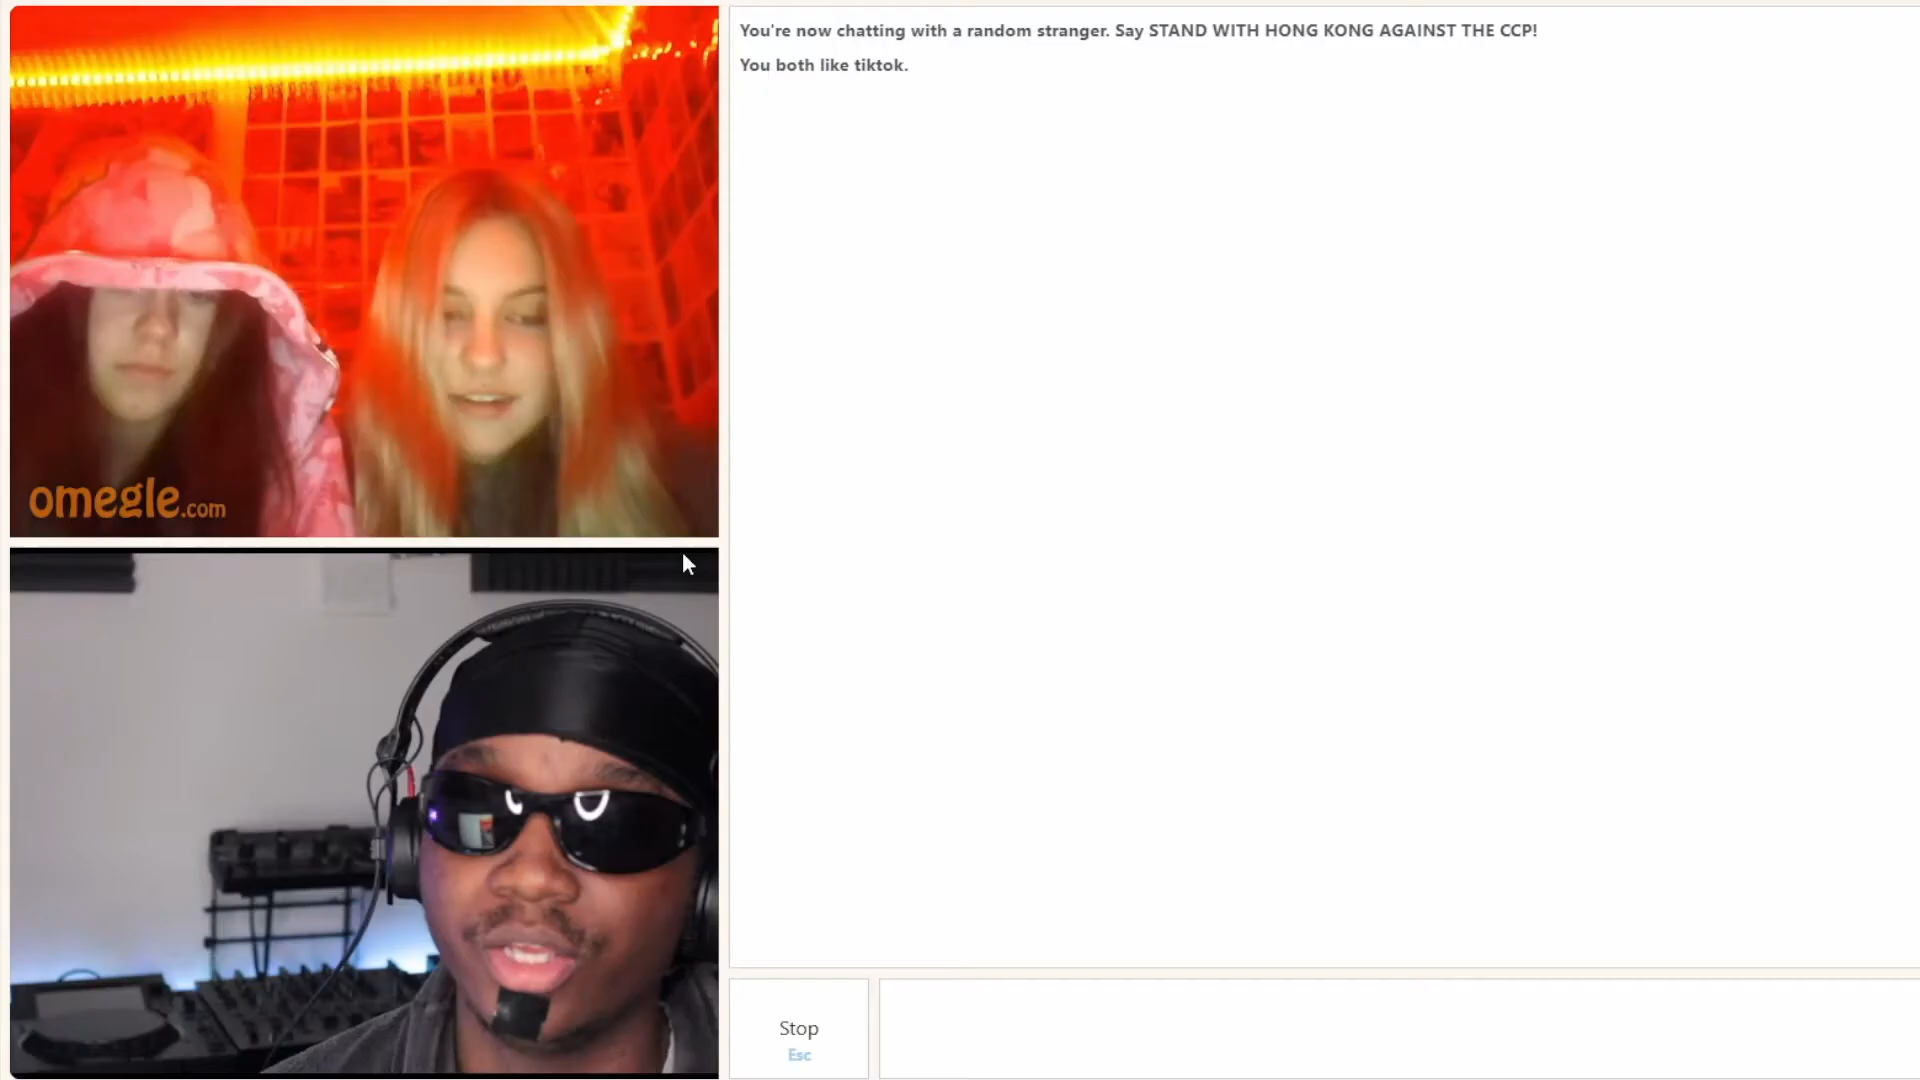 You're now chatting with a random stranger. Say STAND WITH HONG KONG AGAINST THE CCP!
You both like tiktok.
omegle.com
Stop
Esc